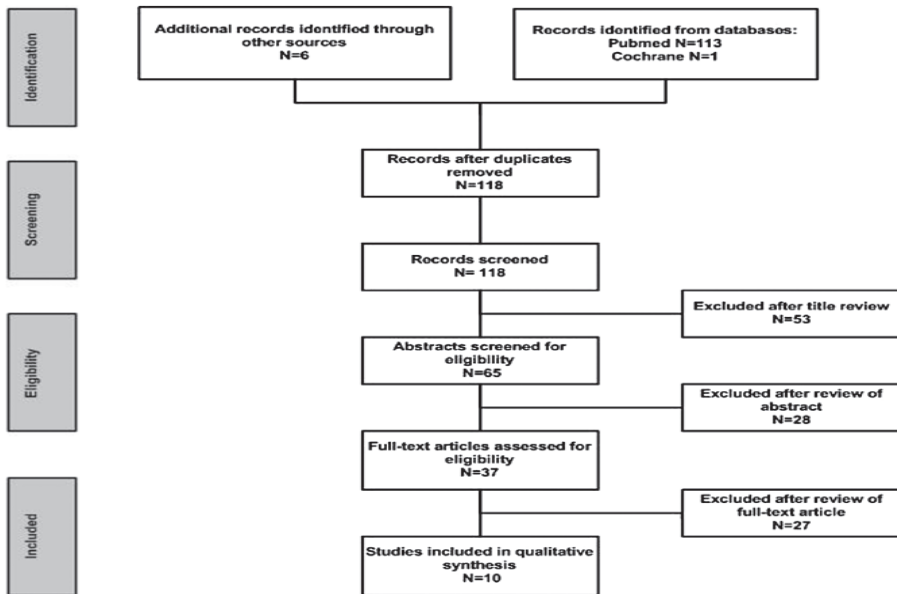 Identification
Additional records identified through
other sources
N=6
Records identified from databases:
Pubmed N=113
Cochrane N=1
Screening
Records after duplicates
removed
N=118
Records screened
N= 118
Excluded after title review
N=53
Eligibility
Abstracts screened for
eligibility
N=65
Excluded after review of
abstract
N=28
Full-text articles assessed for
eligibility
N=37
Included
Excluded after review of
full-text article
N=27
Studies included in qualitative
synthesis
N=10